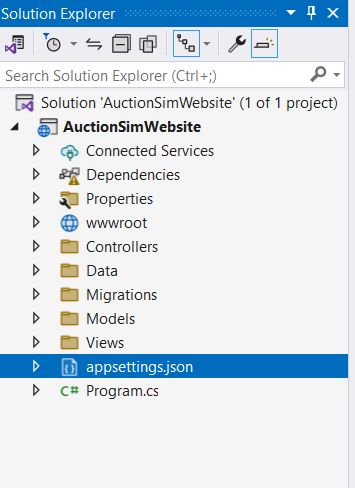 Solution Explorer
Search Solution Explorer (Ctrl+;)
Solution 'AuctionSimWebsite' (1 of 1 project)
AuctionSimWebsite
Connected Services
Dependencies
Properties
wwwroot
Controllers
Data
Migrations
Models
Views
appsettings.json
C# Program.cs